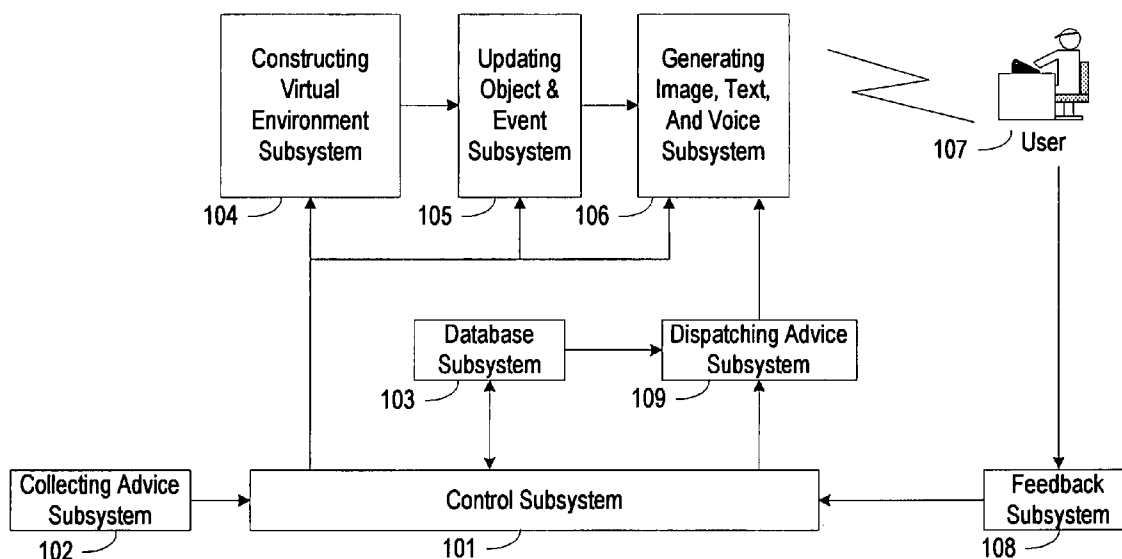 Constructing
Virtual
Environment
Subsystem
104
Updating
Object &
Event
Subsystem
105
Generating
Image, Text,
And Voice
Subsystem
106
107
User
Database
Subsystem
103
Dispatching Advice
Subsystem
109
Collecting Advice
Subsystem
102
Control Subsystem
101
Feedback
Subsystem
108